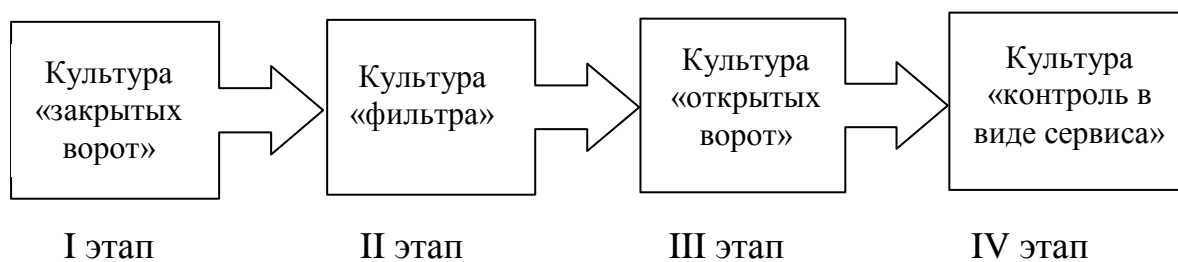 Культура
«закрытых
ворот»
Культура
«фильтра»
Культура
«открытых
ворот»
Культура
«контроль в
виде сервиса»
I этап
II этап
III этап
IV этап